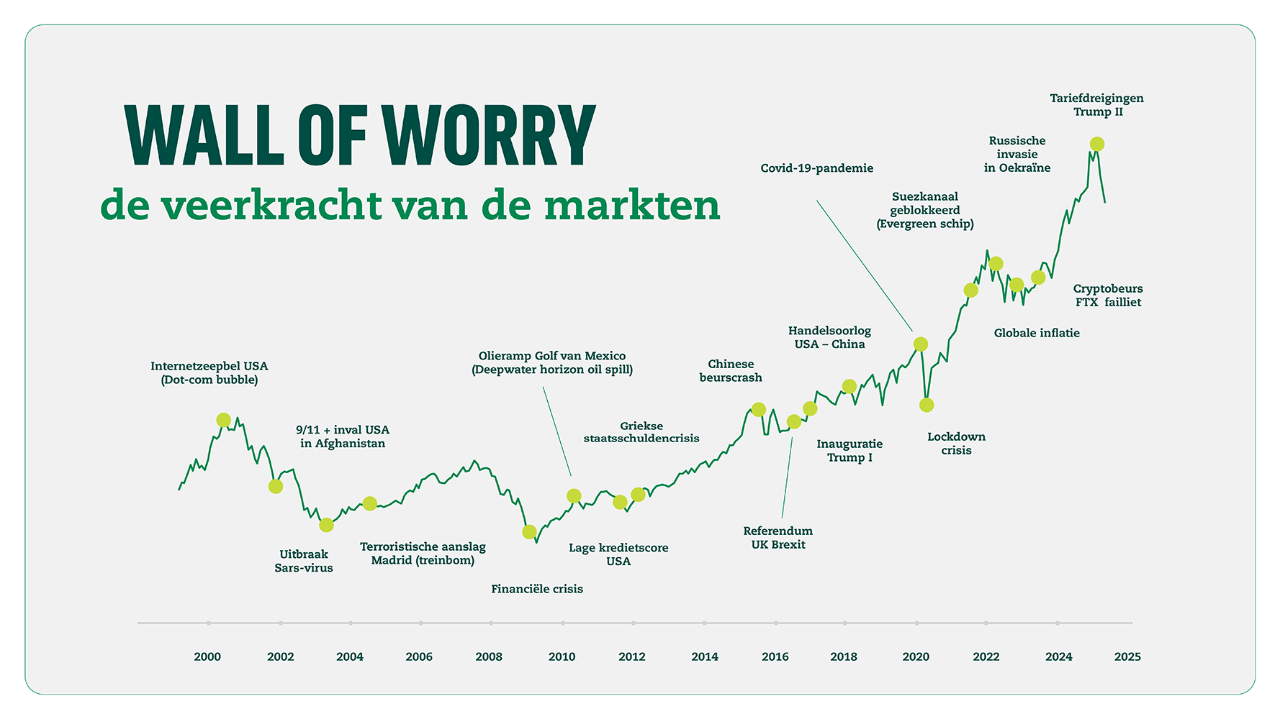 WALL OF WORRY
de veerkracht van de markten
Internetzeepbel USA
(Dot-com bubble)
9/11 + inval USA
in Afghanistan
Uitbraak
Sars-virus
Terroristische aanslag
Madrid (treinbom)
Financiële crisis
Olieramp Golf van Mexico
(Deepwater horizon oil spill)
Lage kredietscore
USA
Griekse
staatsschuldencrisis
Chinese
beurscrash
Referendum
UK Brexit
Inauguratie
Trump I
Handelsoorlog
USA – China
Covid-19-pandemie
Lockdown
crisis
Suezkanaal
geblokkeerd
(Evergreen schip)
Russische
invasie
in Oekraïne
Globale inflatie
Cryptobeurs
FTX failliet
Tariefdreigingen
Trump II
2000
2002
2004
2006
2008
2010
2012
2014
2016
2018
2020
2022
2024
2025